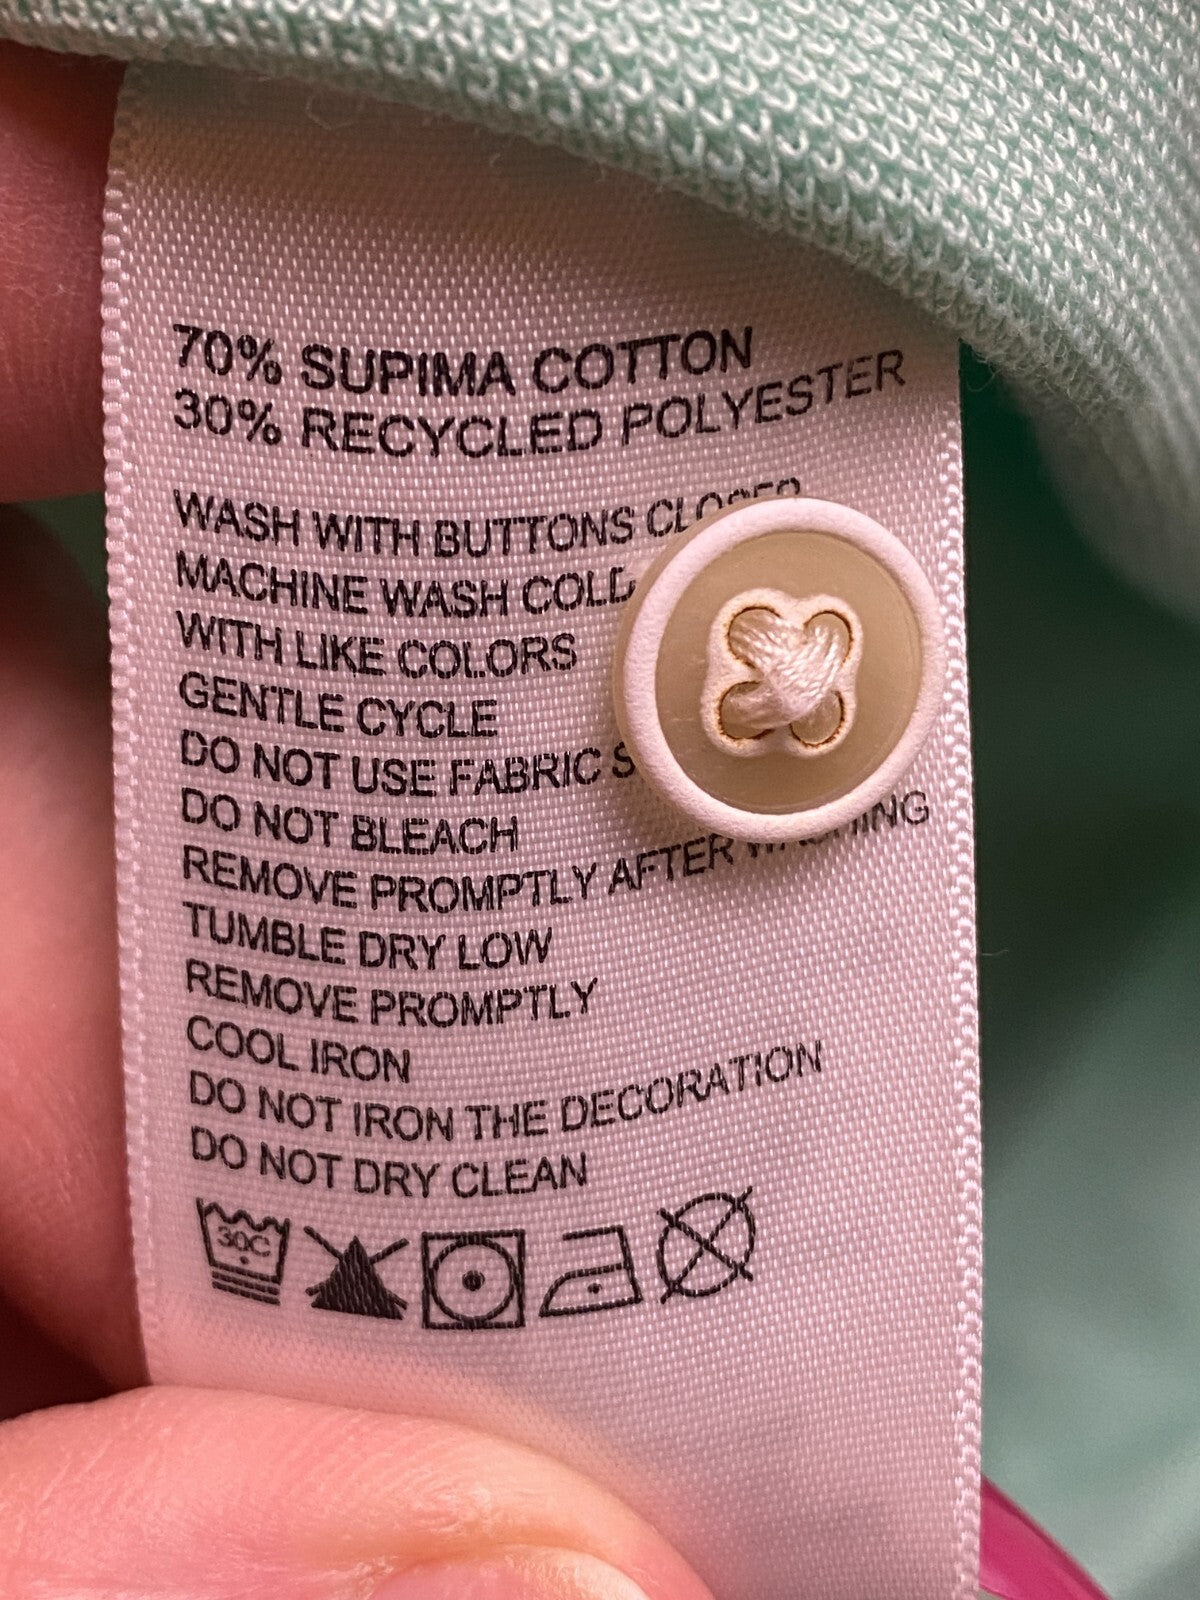 70% SUPIMA COTTON
30% RECYCLED POLYESTER
WASH WITH BUTTONS
MACHINE WASH COLD
WITH LIKE COLORS
GENTLE CYCLE
DO NOT USE FABRIC
DO NOT BLEACH
REMOVE PROMPTLY AFTER
TUMBLE DRY LOW
REMOVE PROMPTLY
COOL IRON
DO NOT IRON THE DECORATION
DO NOT DRY CLEAN
30C